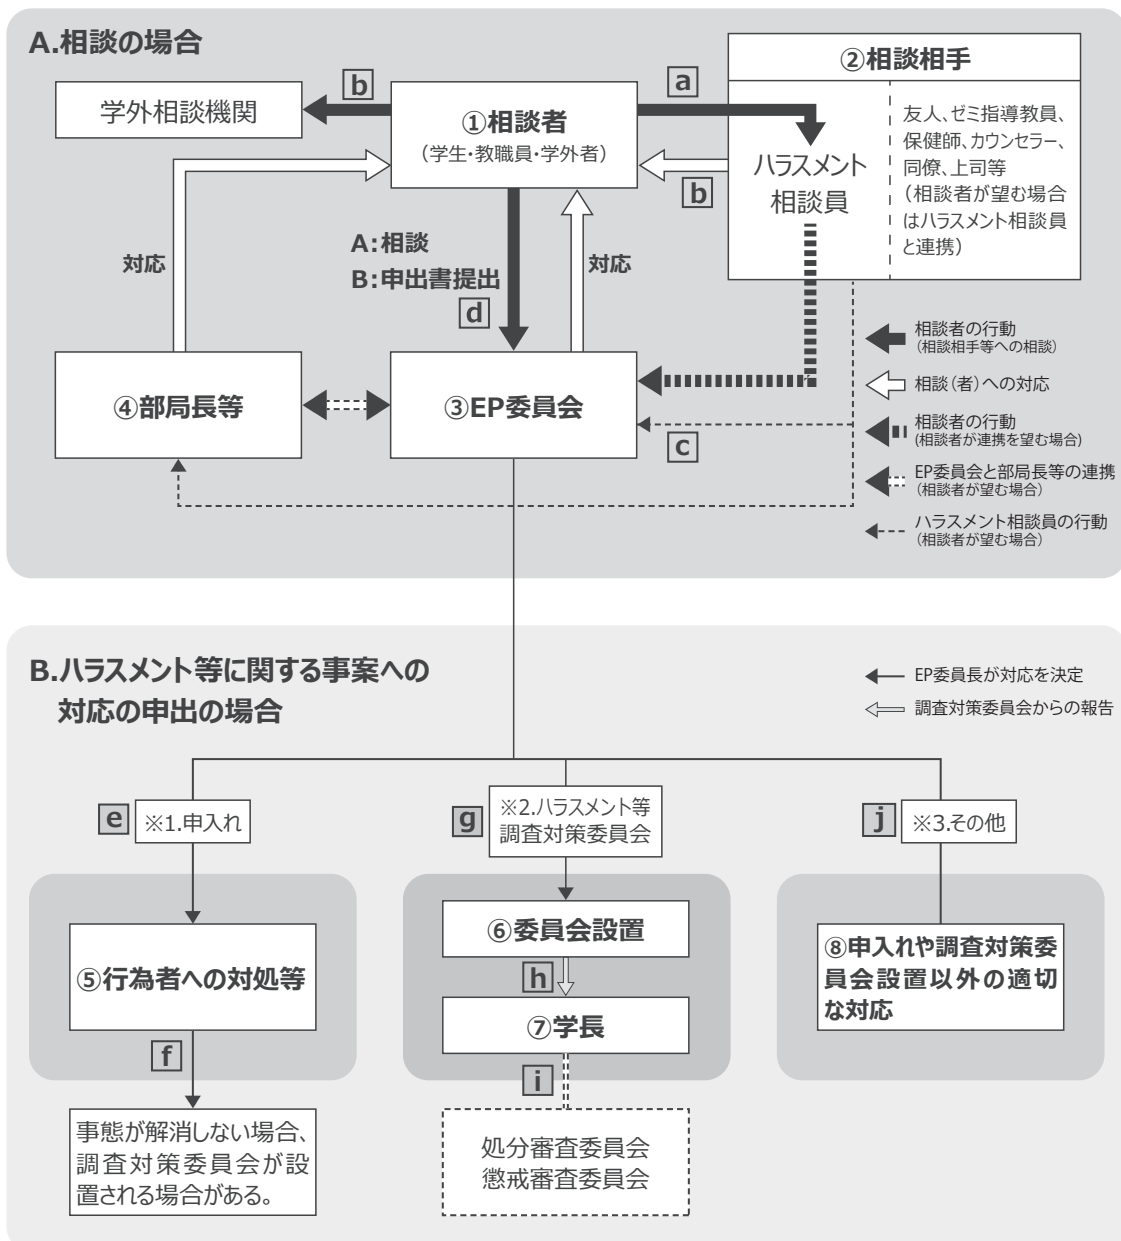 A.相談の場合
学外相談機関
b
①相談者
(学生・教職員・学外者)
a
②相談相手
ハラスメント
相談員
友人、ゼミ指導教員、
保健師、カウンセラー、
同僚、上司等
(相談者が望む場合
はハラスメント相談員
と連携)
b
対応
A:相談
B:申出書提出
d
対応
④部局長等
③EP委員会
c
相談者の行動
(相談相手等への相談)
相談(者)への対応
相談者の行動
(相談者が連携を望む場合)
EP委員会と部局長等の連携
(相談者が望む場合)
ハラスメント相談員の行動
(相談者が望む場合)
B.ハラスメント等に関する事案への
対応の申出の場合
EP委員長が対応を決定
調査対策委員会からの報告
e
※1.申入れ
⑤行為者への対処等
f
事態が解消しない場合、
調査対策委員会が設
置される場合がある。
g
※2.ハラスメント等
調査対策委員会
⑥委員会設置
h
⑦学長
i
処分審査委員会
懲戒審査委員会
j
※3.その他
⑧申入れや調査対策委
員会設置以外の適切
な対応